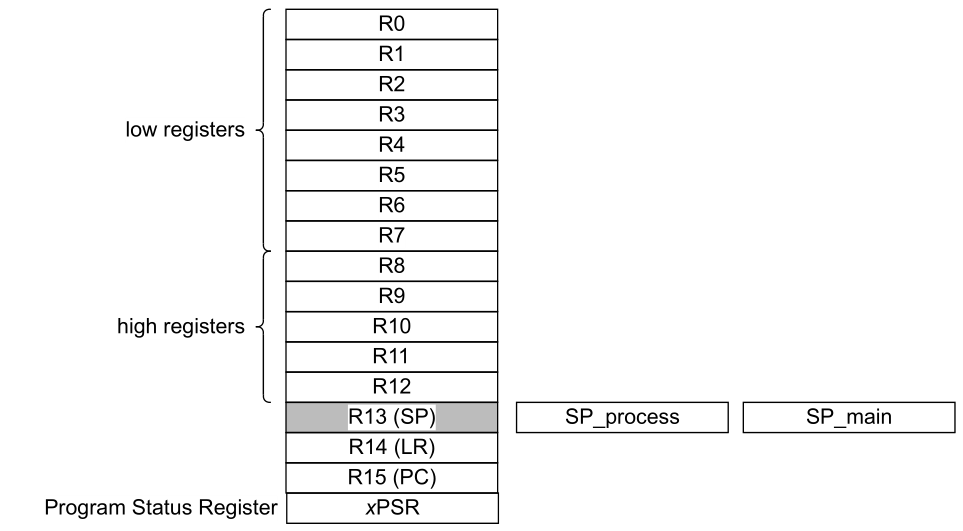 R0
R1
R2
R3
low registers
R4
R5
R6
R7
R8
R9
high registers
R10
R11
R12
R13 (SP)
SP_process
SP_main
R14 (LR)
R15 (PC)
Program Status Register
xPSR